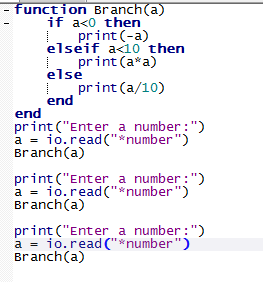 function Branch(a)
    if a<0 then
        print(-a)
    elseif a<10 then
        print(a*a)
    else
        print(a/10)
    end
end
print("Enter a number:")
a = io.read("*number")
Branch(a)

print("Enter a number:")
a = io.read("*number")
Branch(a)

print("Enter a number:")
a = io.read("*number")
Branch(a)